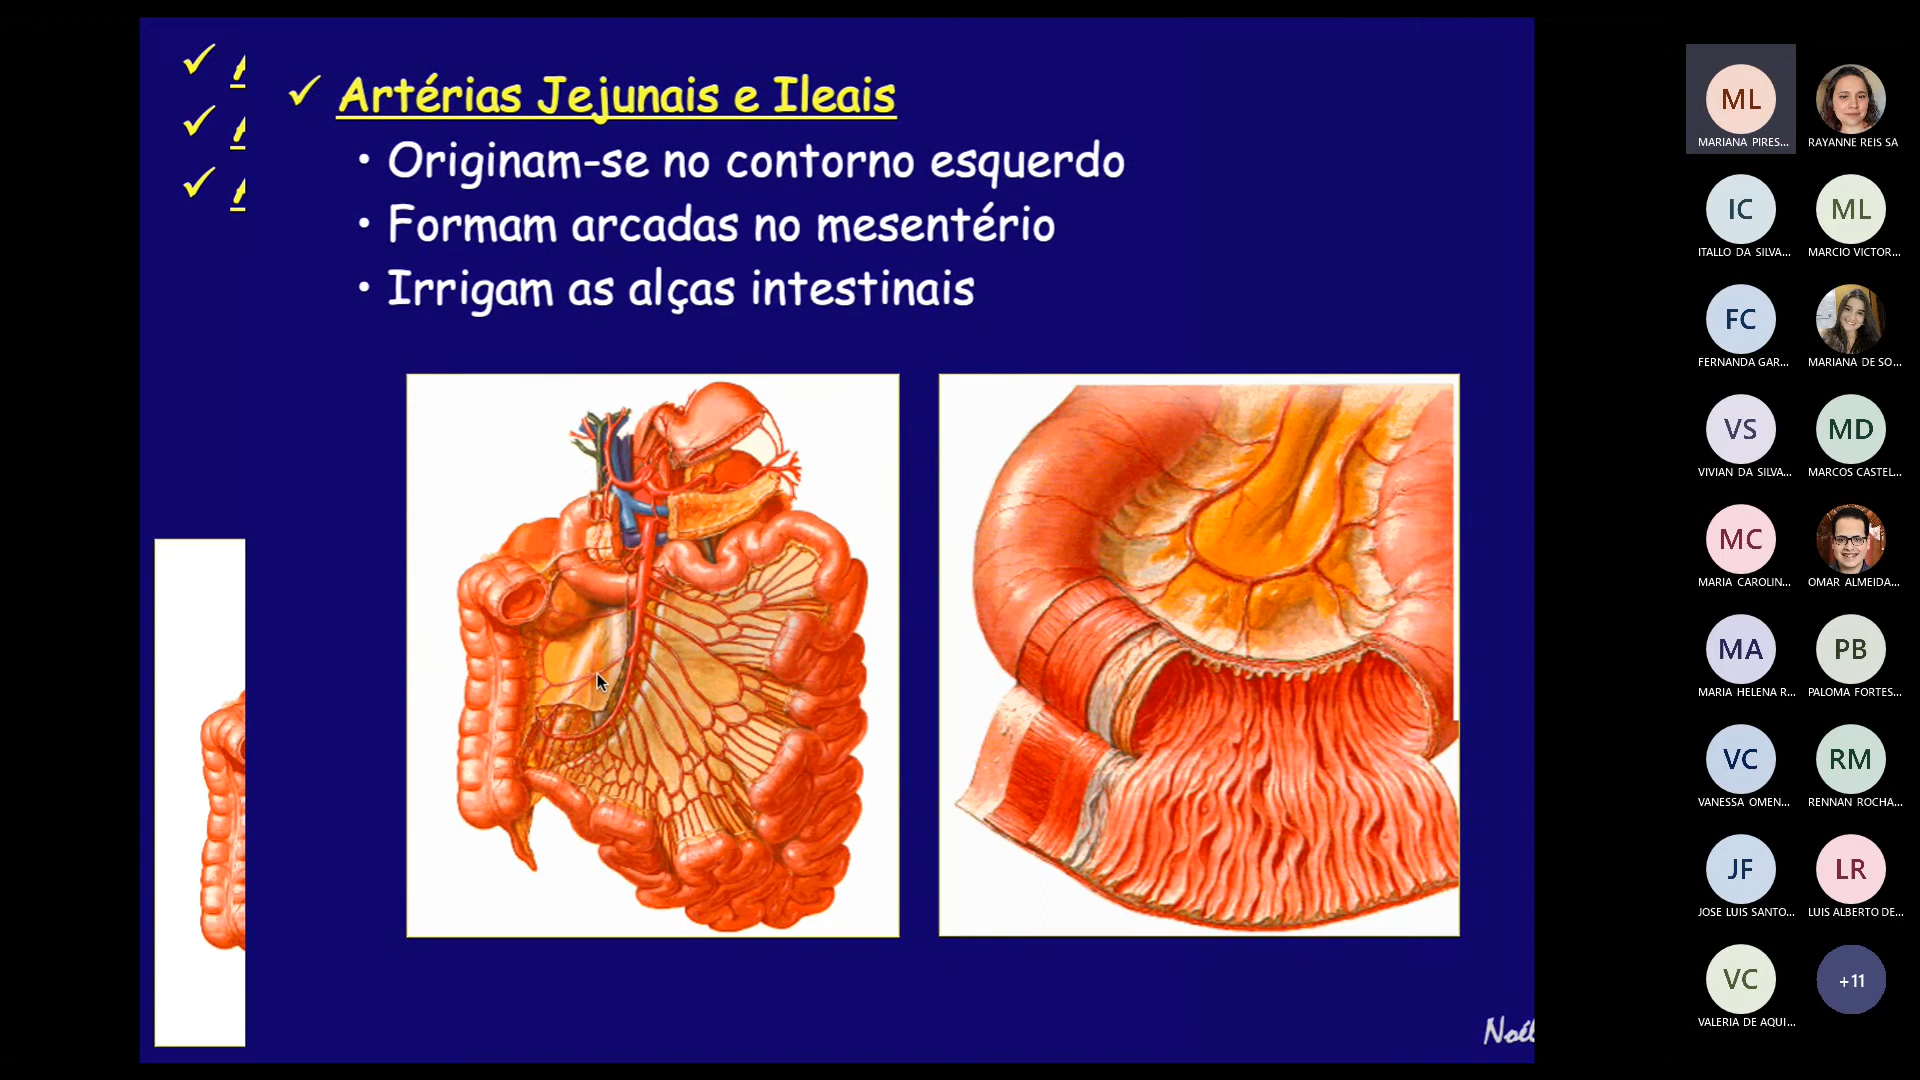 Artérias Jejunais e Ileais
• Originam-se no contorno esquerdo
• Formam arcadas no mesentério
• Irrigam as alças intestinais
Noél
ML
MARIANA PIRES...
RAYANNE REIS SA
IC
ITALLO DA SILVA...
ML
MARCIO VICTOR...
FC
FERNANDA GAR...
MARIANA DE SO...
VS
VIVIAN DA SILVA...
MD
MARCOS CASTEL...
MC
MARIA CAROLIN...
OMAR ALMEIDA...
MA
MARIA HELENA R...
PB
PALOMA FORTES...
VC
VANESSA OMEN...
RM
RENNAN ROCHA...
JF
JOSE LUIS SANTO...
LR
LUIS ALBERTO DE...
VC
VALERIA DE AQUI...
+11